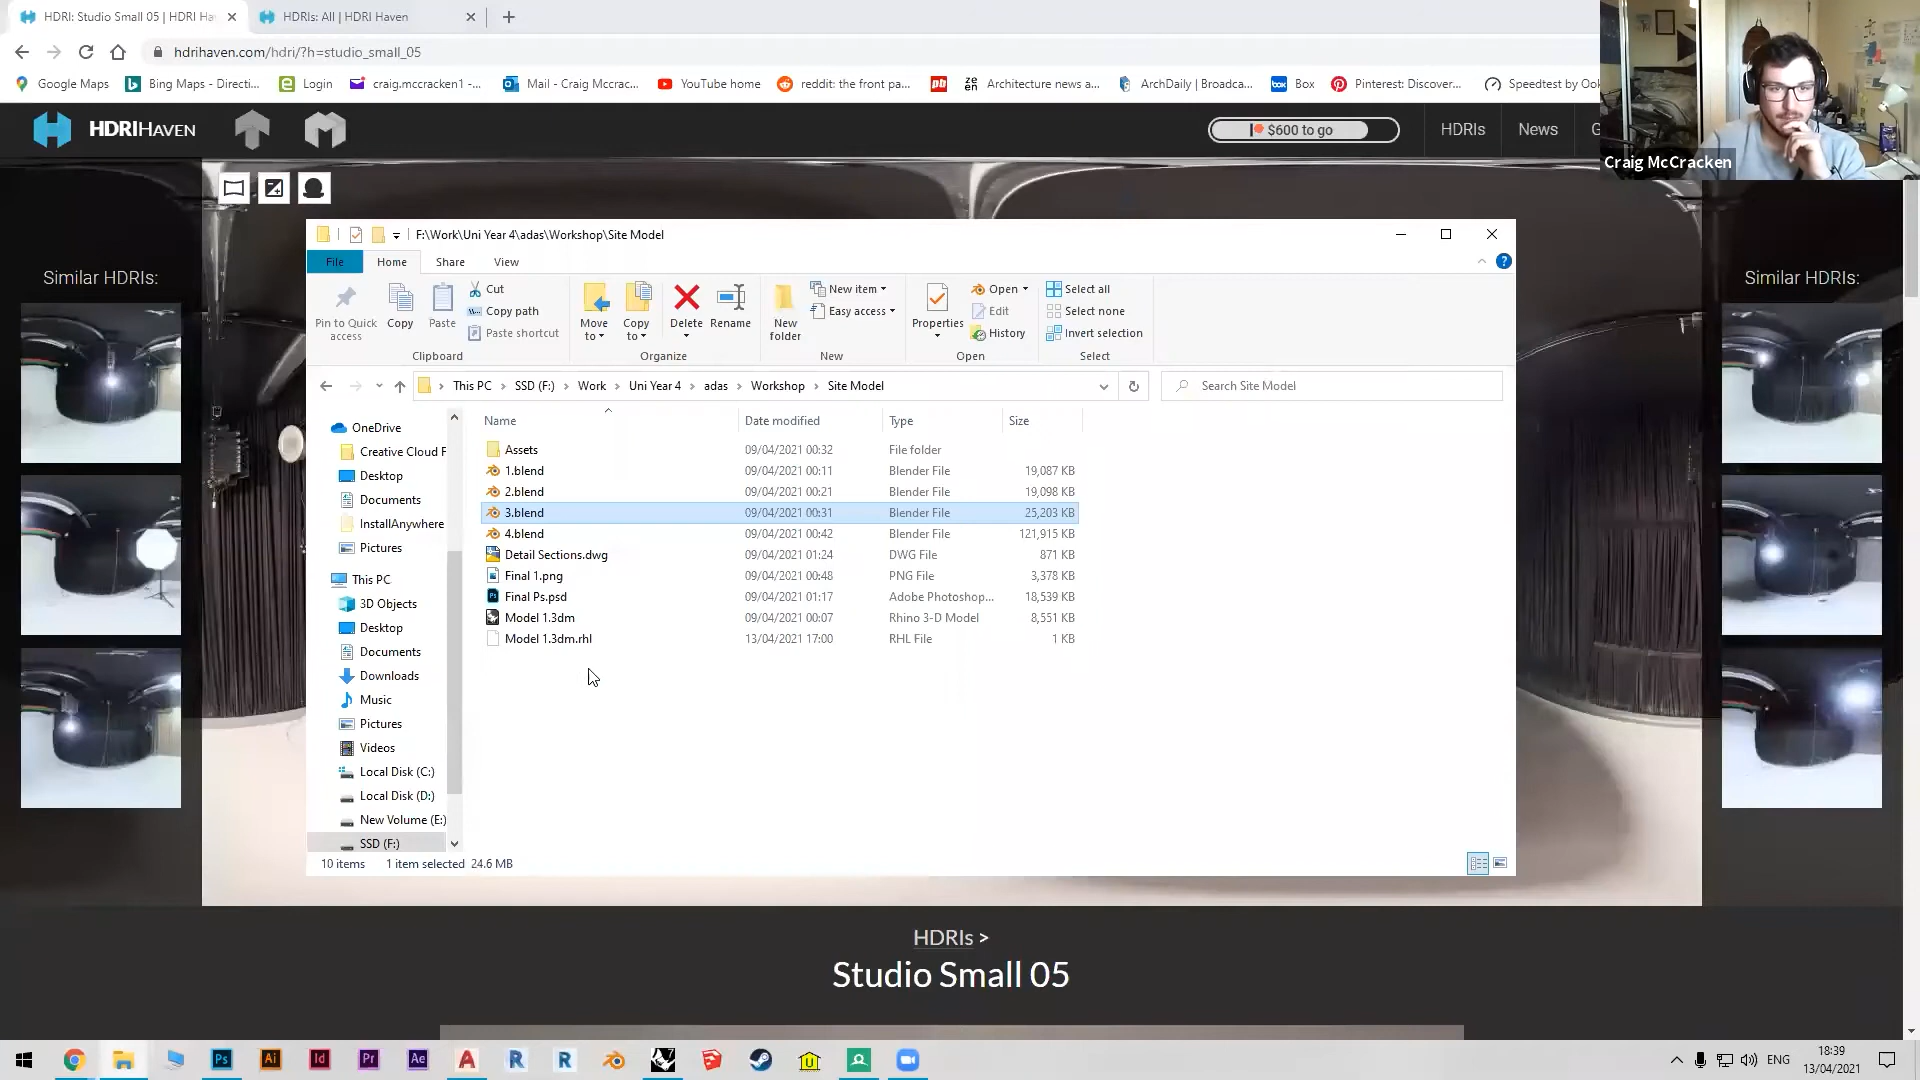 HDRI: Studio Small 05 | HDRI Ha
HDRIs: All | HDRI Haven
hdrihaven.com/hdri/?h=studio_small_05
Google Maps
Bing Maps - Directi...
Login
craig.mccracken1 -...
Mail - Craig Mccrac...
YouTube home
reddit: the front pa...
Architecture news a...
ArchDaily | Broadca...
Box
Pinterest: Discover...
Speedtest by Ook
HDRIHAVEN
$600 to go
HDRIs
News
G
Craig McCracken
Similar HDRIs:
Similar HDRIs:
F:\Work\Uni Year 4\adas\Workshop\Site Model
File
Home
Share
View
Pin to Quick access
Copy
Paste
Cut
Copy path
Paste shortcut
Move to
Copy to
Delete
Rename
New folder
New item
Easy access
Properties
Open
Edit
History
Select all
Select none
Invert selection
Clipboard
Organize
New
Open
Select
This PC > SSD (F:) > Work > Uni Year 4 > adas > Workshop > Site Model
Search Site Model
OneDrive
Creative Cloud F
Desktop
Documents
InstallAnywhere
Pictures
This PC
3D Objects
Desktop
Documents
Downloads
Music
Pictures
Videos
Local Disk (C:)
Local Disk (D:)
New Volume (E:)
SSD (F:)
Name Date modified Type Size
Assets 09/04/2021 00:32 File folder
1.blend 09/04/2021 00:11 Blender File 19,087 KB
2.blend 09/04/2021 00:21 Blender File 19,098 KB
3.blend 09/04/2021 00:31 Blender File 25,203 KB
4.blend 09/04/2021 00:42 Blender File 121,915 KB
Detail Sections.dwg 09/04/2021 01:24 DWG File 871 KB
Final 1.png 09/04/2021 00:48 PNG File 3,378 KB
Final Ps.psd 09/04/2021 01:17 Adobe Photoshop... 18,539 KB
Model 1.3dm 09/04/2021 00:07 Rhino 3-D Model 8,551 KB
Model 1.3dm.rhl 13/04/2021 17:00 RHL File 1 KB
10 items 1 item selected 24.6 MB
HDRIs >
Studio Small 05
ENG
18:39
13/04/2021